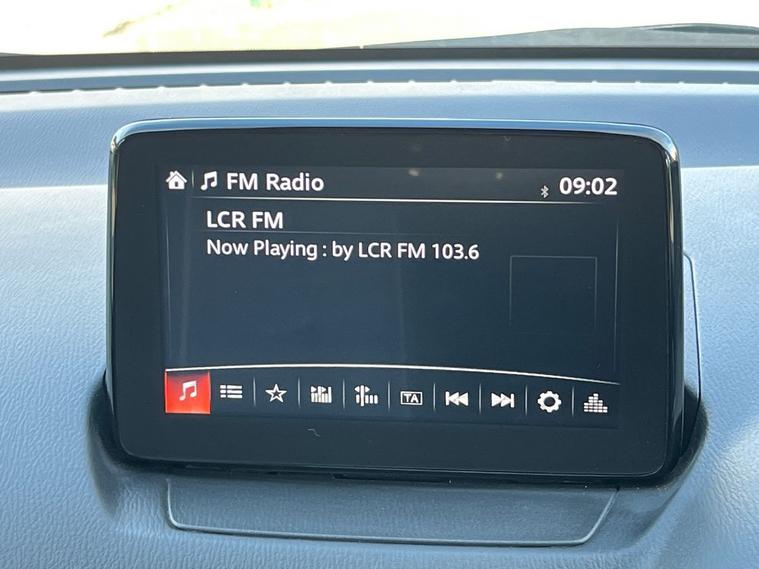 FM Radio
09:02
LCR FM
Now Playing : by LCR FM 103.6
TA